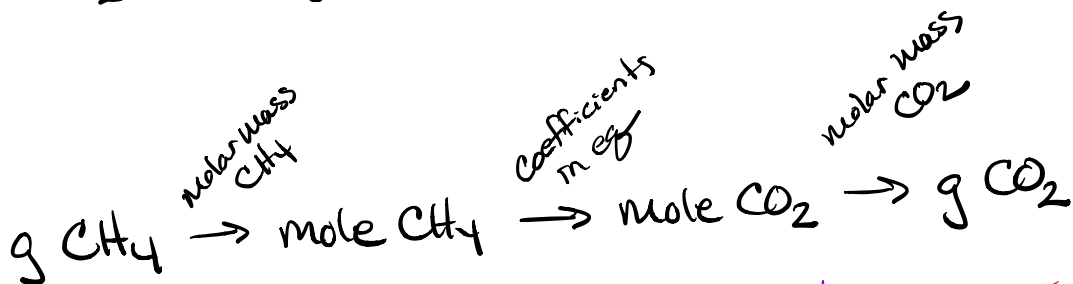 molar mass
CH4
coefficients
in eq
molar mass
CO2
g CH4 → mole CH4 → mole CO2 → g CO2